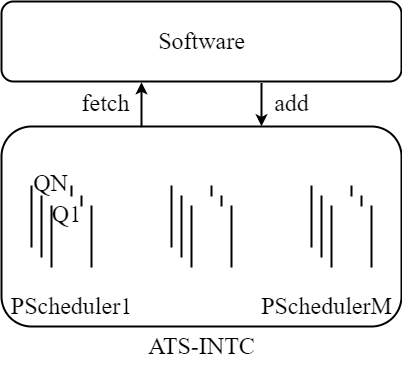 Software
fetch
add
QN
Q1
PScheduler1
PSchedulerM
ATS-INTC